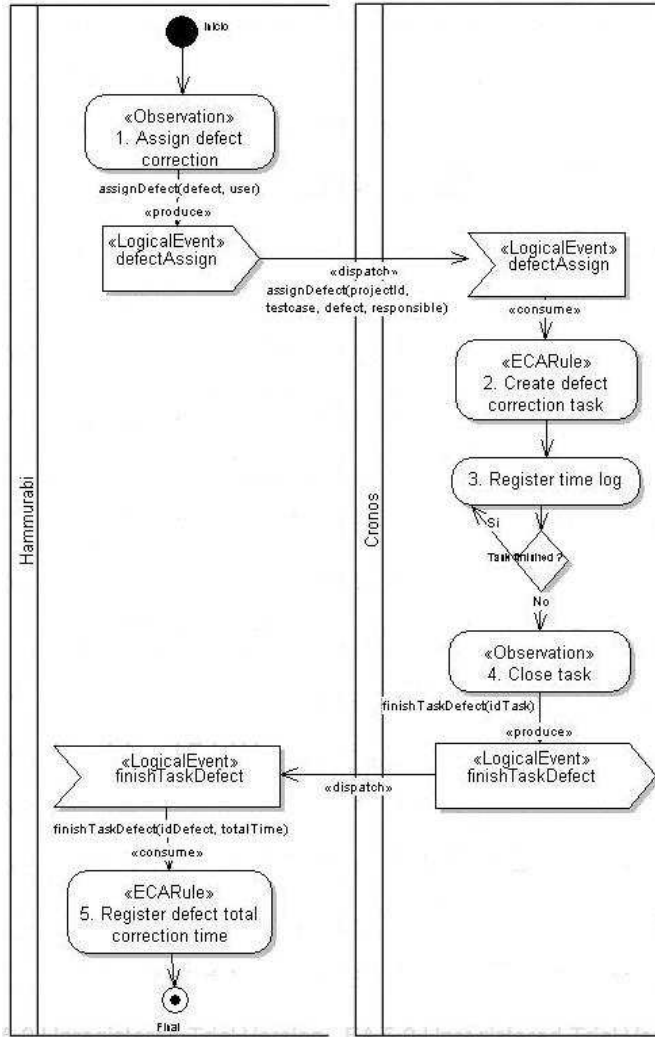 Inicio
«Observation»
1. Assign defect
correction
assignDefect(defect, user)
«produce»
«LogicalEvent»
defectAssign
«dispatch»
assignDefect(projectId,
testcase, defect, responsible)
«LogicalEvent»
defectAssign
«consume»
«ECARule»
2. Create defect
correction task
3. Register time log
Si
Task finished ?
No
«Observation»
4. Close task
finishTaskDefect(idTask)
«produce»
«LogicalEvent»
finishTaskDefect
«dispatch»
«LogicalEvent»
finishTaskDefect
finishTaskDefect(idDefect, totalTime)
«consume»
«ECARule»
5. Register defect total
correction time
Final
Hammurabi
Cronos